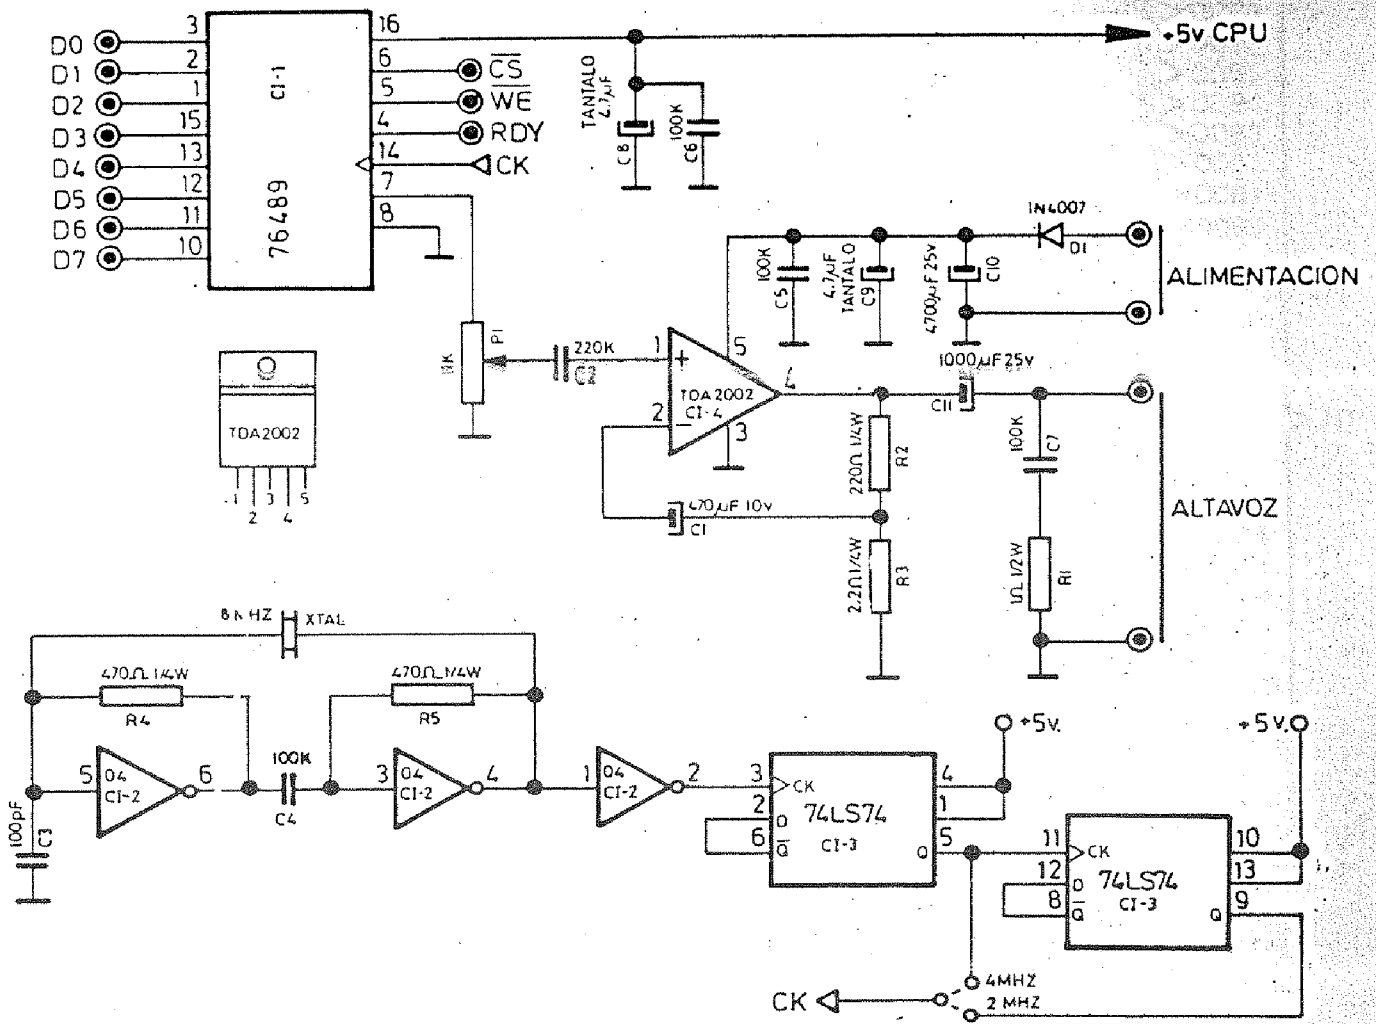 D0
D1
D2
D3
D4
D5
D6
D7
3
2
1
15
13
12
11
10
CI-1
76489
16
6
5
4
14
7
8
CS
WE
RDY
CK
+5v CPU
TANTALO
4.7µF
C8
100K
C6
1N4007
D1
ALIMENTACION
100K
C5
4.7µF
TANTALO
C9
4700µF 25v
C10
P1
220K
C2
1
2
+
-
TDA2002
CI-4
5
4
3
1000µF 25v
C11
220Ω 1/4W
R2
100K
C7
470µF 10v
C1
2.2Ω 1/4W
R3
1Ω 1/2W
R1
ALTAVOZ
TDA2002
1
2
3
4
5
8MHZ
XTAL
470Ω 1/4W
R4
470Ω 1/4W
R5
5
04
CI-2
6
100K
C4
3
04
CI-2
4
1
04
CI-2
2
100pF
C3
3
2
6
CK
D
Q
74LS74
CI-3
Q
4
1
5
+5v.
+5v.
11
12
8
CK
D
Q
74LS74
CI-3
Q
10
13
9
CK
4MHZ
2 MHZ